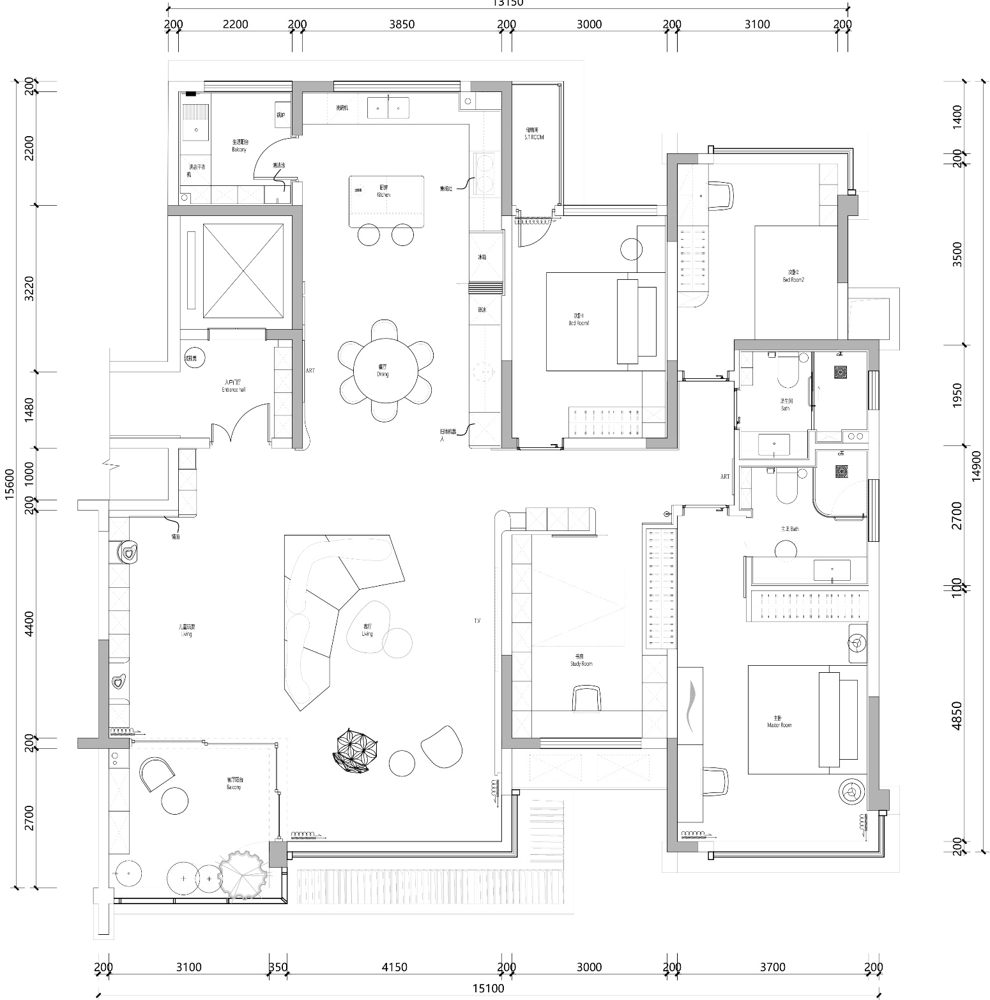 13150
200 2200 200 3850 200 3000 200 3100 200
200
2200
3220
1480
1000
200
4400
200
2700
15600
1400
200
3500
1950
2700
100
4850
200
14900
洗碗机
锅炉
生活阳台
Balcony
清洁池
洗衣干衣
机
储物间
S.T ROOM
厨房
Kitchen
集成灶
冰箱
嵌冰
次卧1
Bed Room1
次卧2
Bed Room2
试鞋凳
入户门厅
Entrance hall
ART
餐厅
Dining
扫地机器
人
卫生间
Bath
ART
主卫 Bath
镜面
儿童玩耍
Living
客厅
Living
T.V
书房
Study Room
主卧
Master Room
客厅阳台
Balcony
200 3100 350 4150 200 3000 200 3700 200
15100